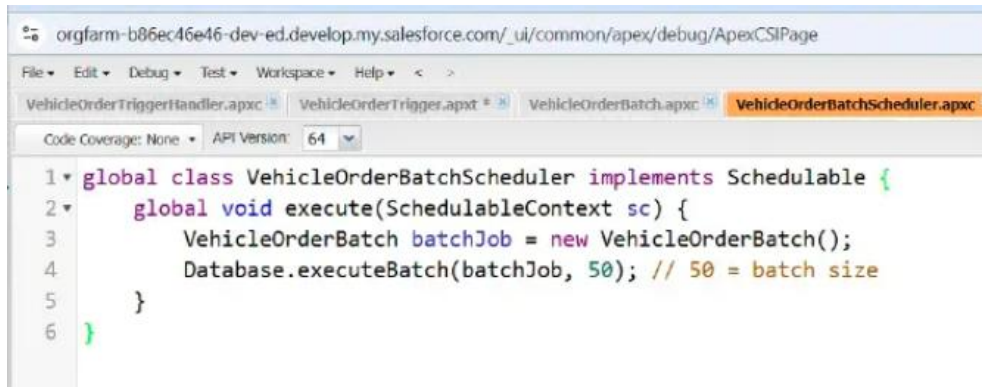 orgfarm-b86ec46e46-dev-ed.develop.my.salesforce.com/_ui/common/apex/debug/ApexCSIPage
File Edit Debug Test Workspace Help < >
VehicleOrderTriggerHandler.apxc VehicleOrderTrigger.apxt * VehicleOrderBatch.apxc VehicleOrderBatchScheduler.apxc
Code Coverage: None API Version: 64
1 global class VehicleOrderBatchScheduler implements Schedulable {
2 global void execute(SchedulableContext sc) {
3 VehicleOrderBatch batchJob = new VehicleOrderBatch();
4 Database.executeBatch(batchJob, 50); // 50 = batch size
5 }
6 }